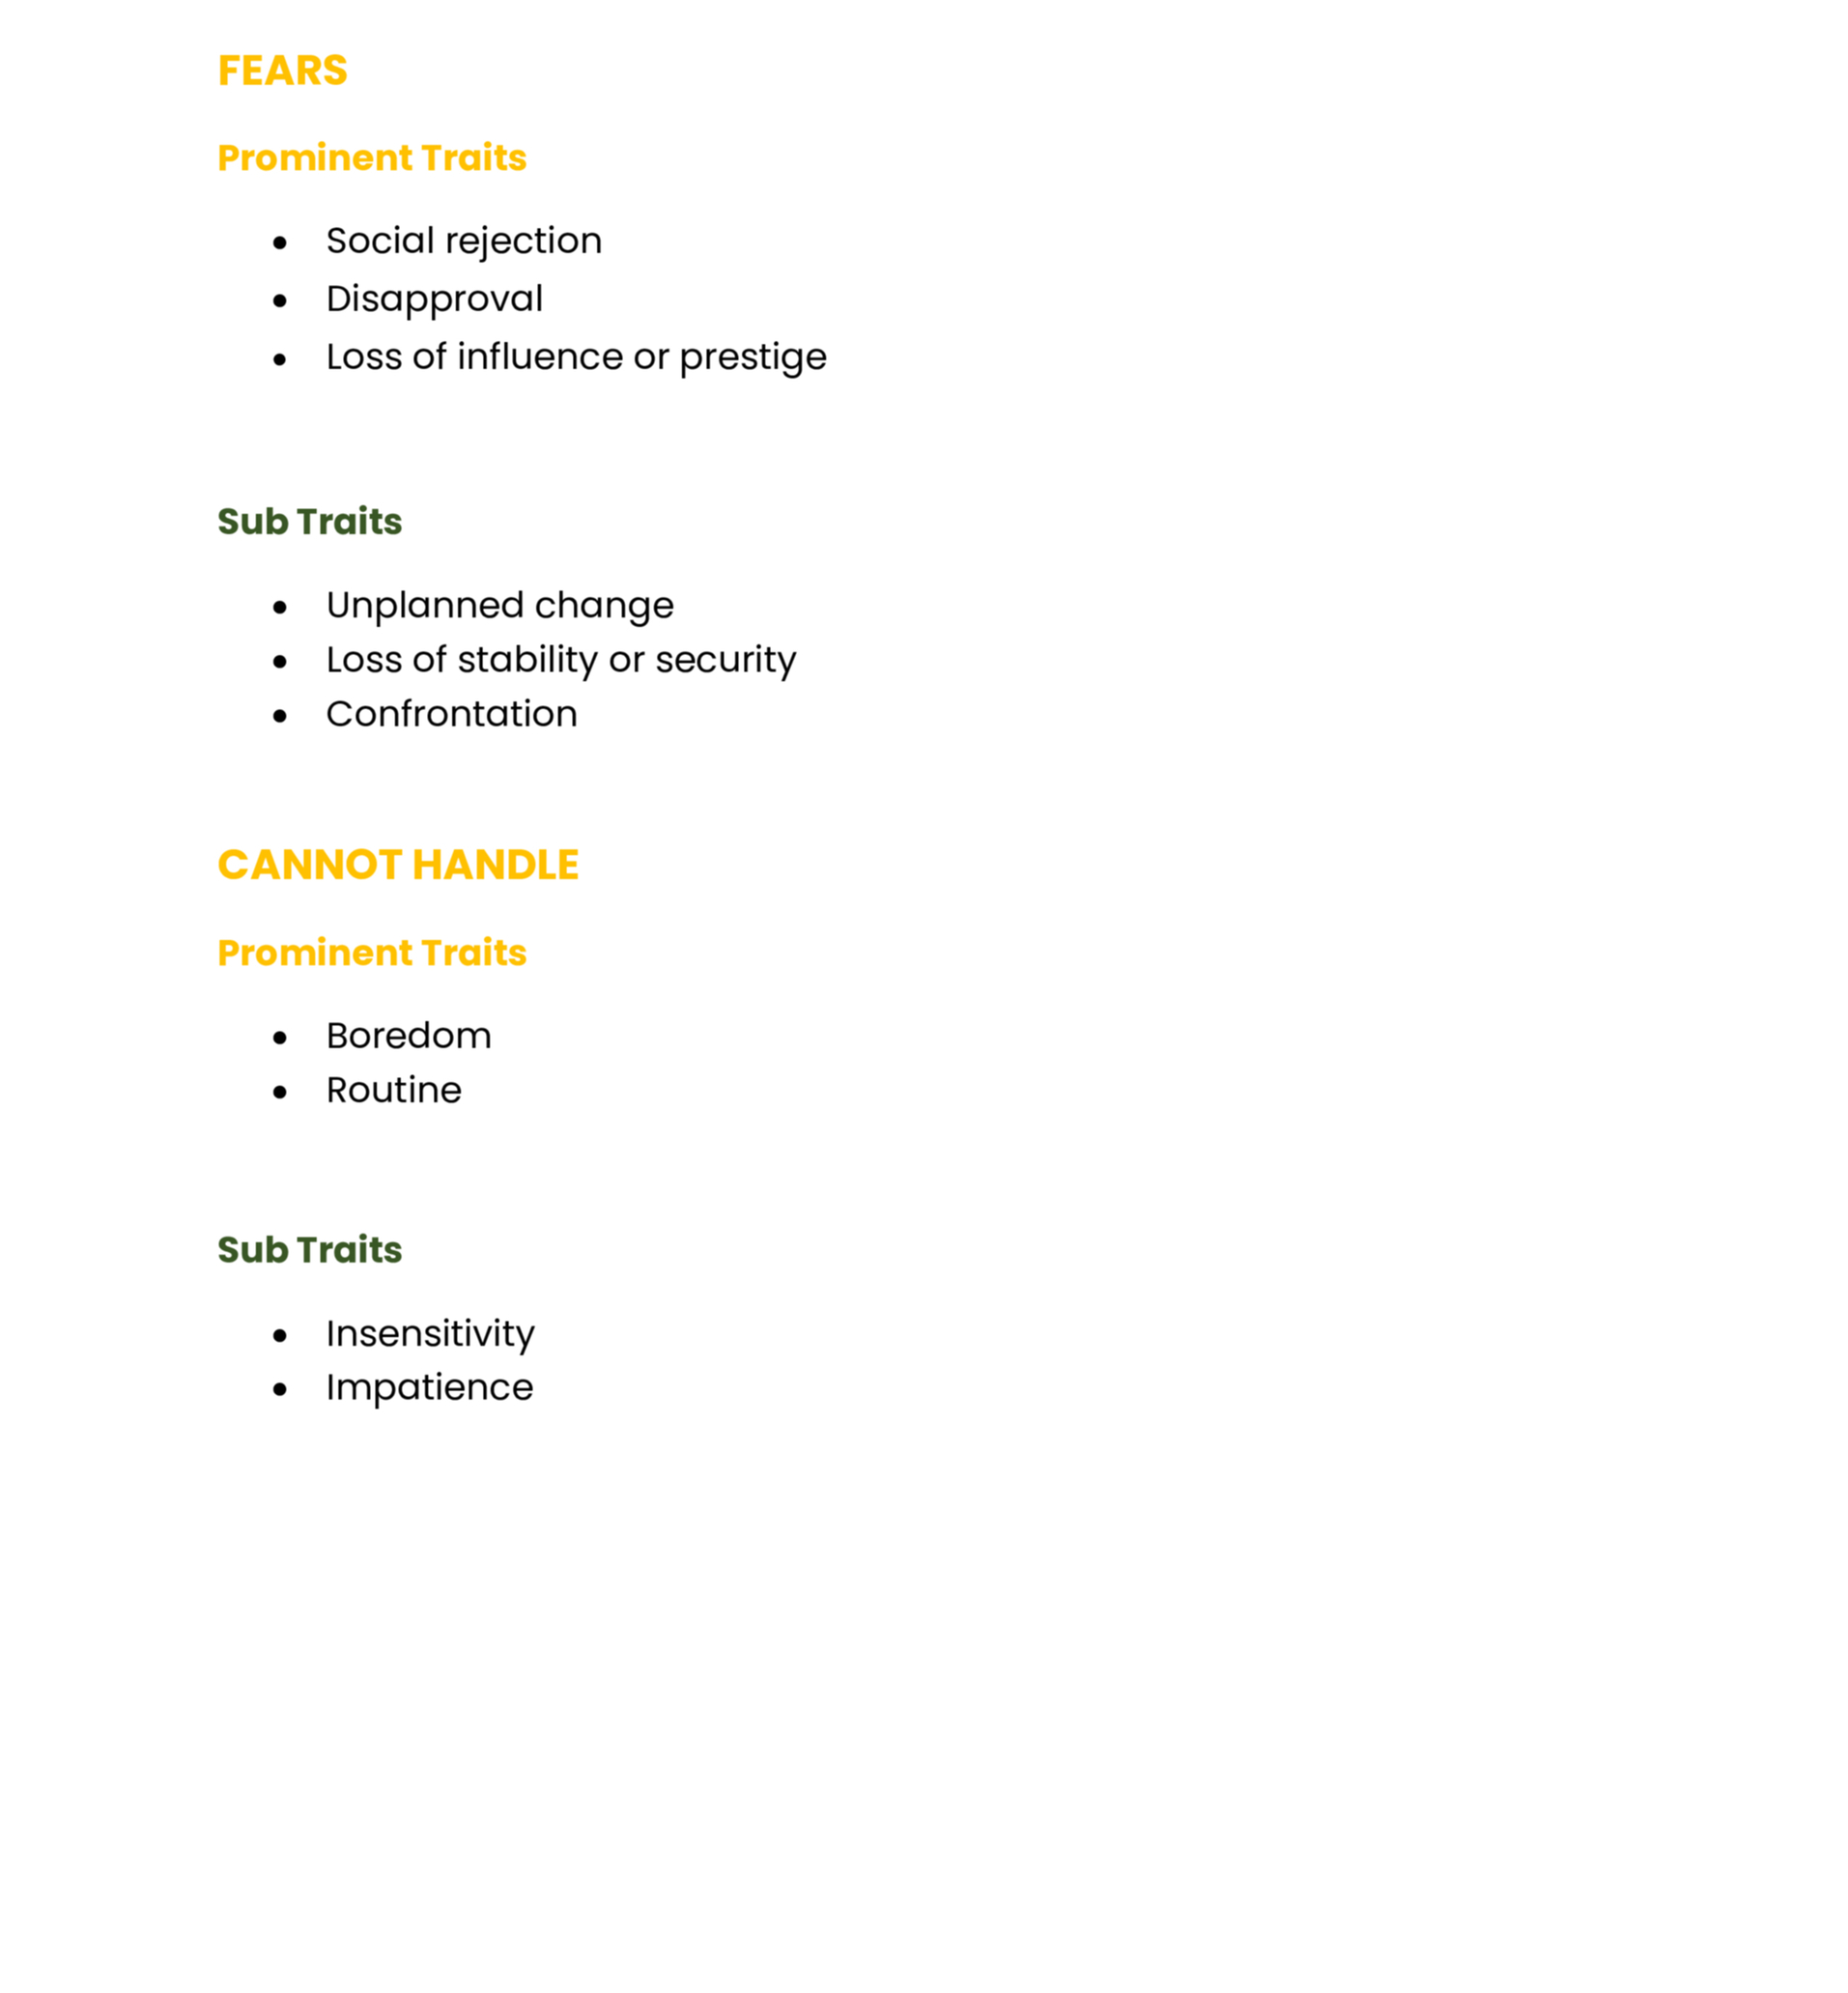 FEARS
Prominent Traits
● Social rejection
● Disapproval
● Loss of influence or prestige
Sub Traits
● Unplanned change
● Loss of stability or security
● Confrontation
CANNOT HANDLE
Prominent Traits
● Boredom
● Routine
Sub Traits
● Insensitivity
● Impatience